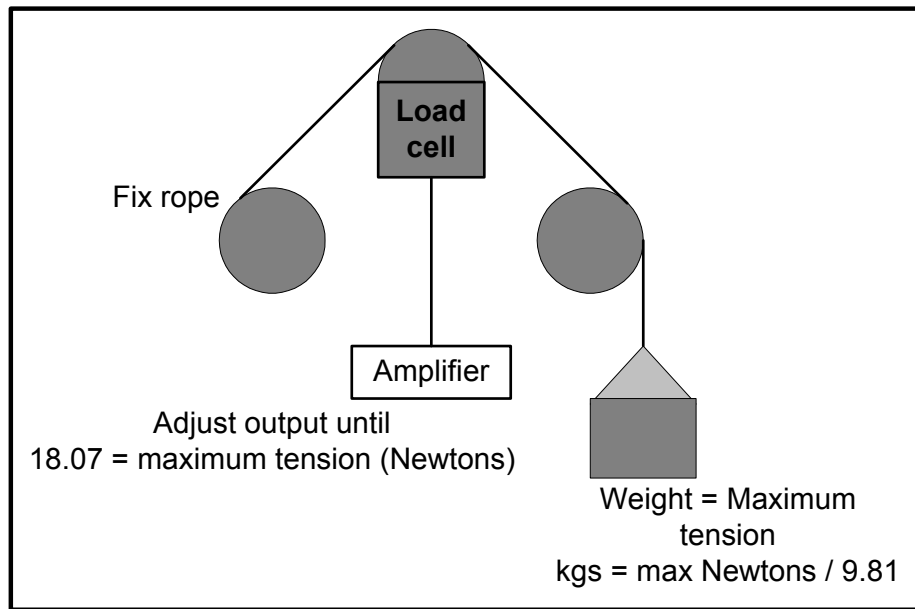 Load
cell
Fix rope
Amplifier
Adjust output until
18.07 = maximum tension (Newtons)
Weight = Maximum
tension
kgs = max Newtons / 9.81